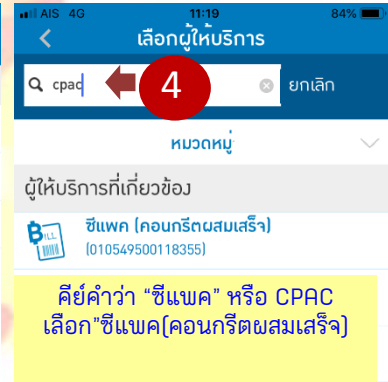 AIS 4G 11:19 84%
เลือกผู้ให้บริการ
cpac 4 ยกเลิก
หมวดหมู่
ผู้ให้บริการที่เกี่ยวข้อง
BILL
ซีแพค (คอนกรีตผสมเสร็จ)
(010549500118355)
คีย์คำว่า “ซีแพค” หรือ CPAC
เลือก”ซีแพค(คอนกรีตผสมเสร็จ)